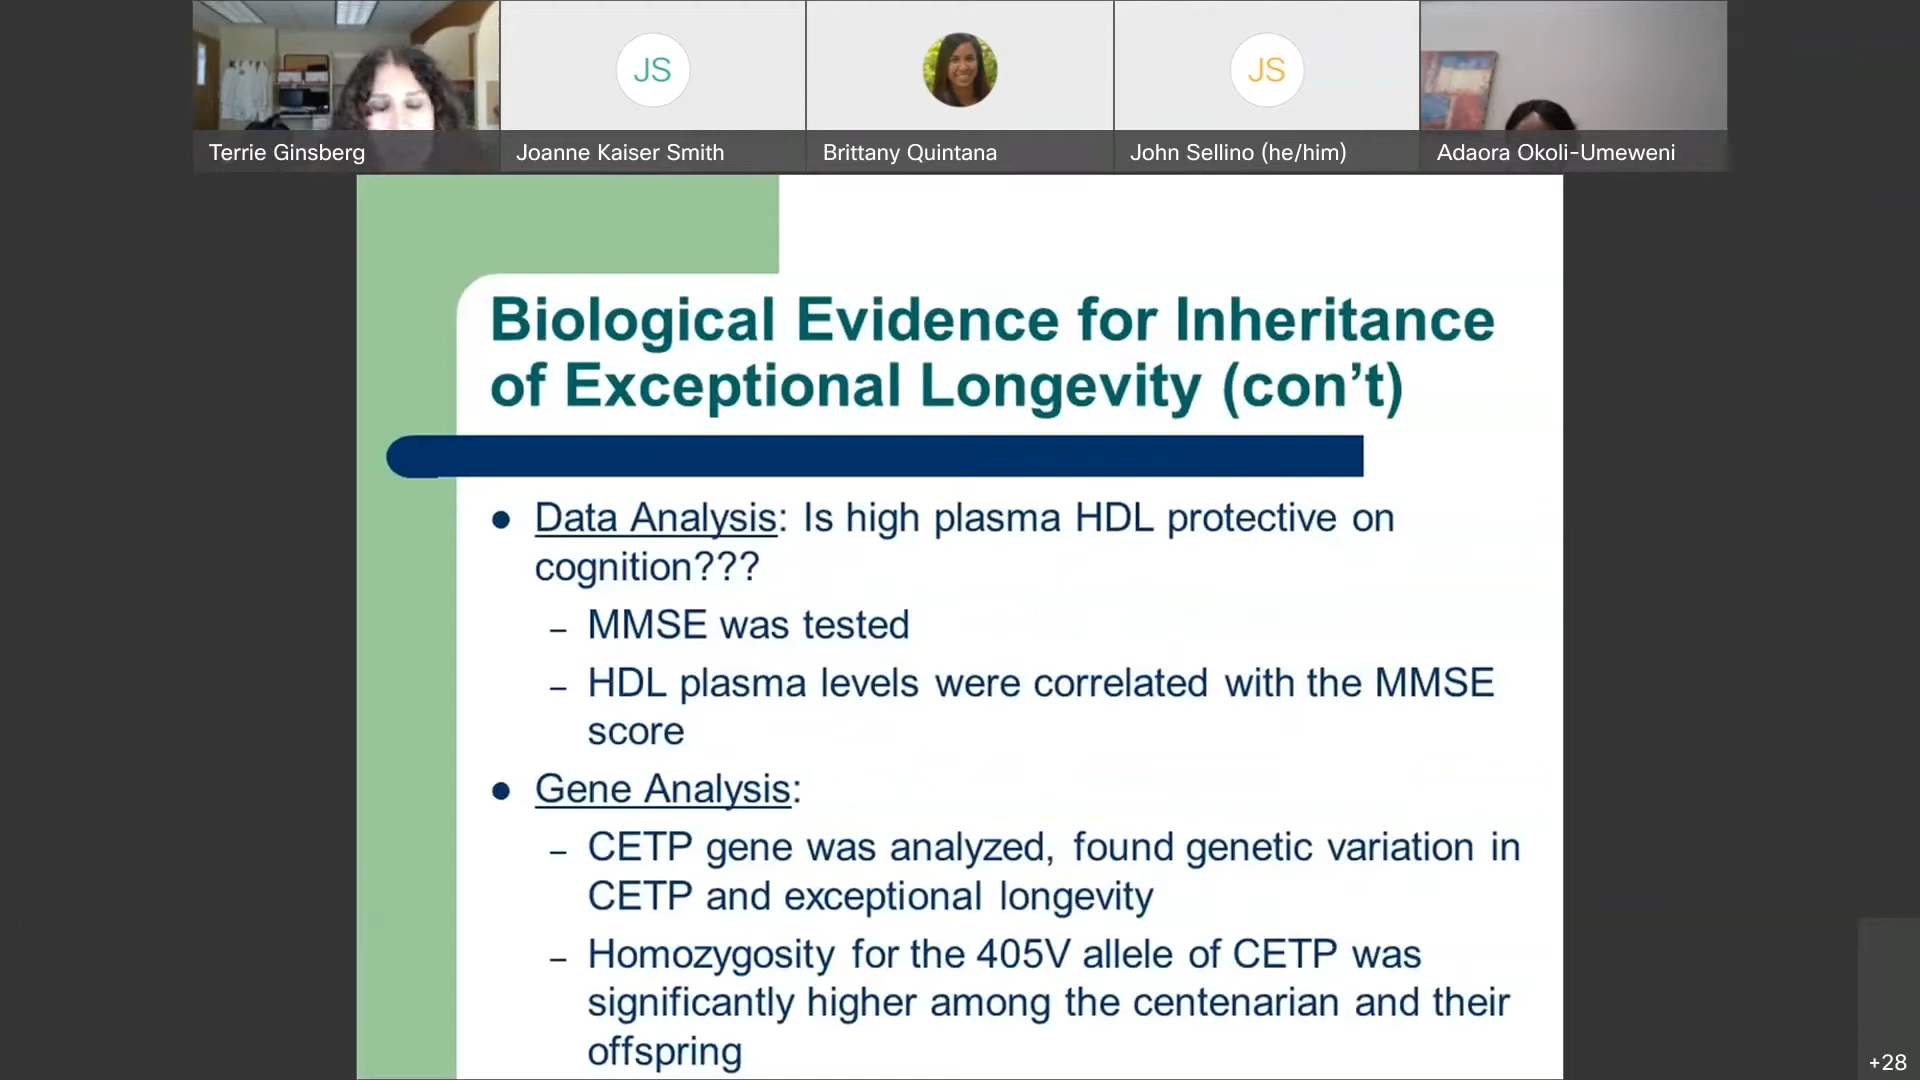 JS
JS
Terrie Ginsberg
Joanne Kaiser Smith
Brittany Quintana
John Sellino (he/him)
Adaora Okoli-Umeweni
Biological Evidence for Inheritance
of Exceptional Longevity (con’t)
● Data Analysis: Is high plasma HDL protective on
cognition???
– MMSE was tested
– HDL plasma levels were correlated with the MMSE
score
● Gene Analysis:
– CETP gene was analyzed, found genetic variation in
CETP and exceptional longevity
– Homozygosity for the 405V allele of CETP was
significantly higher among the centenarian and their
offspring
+28